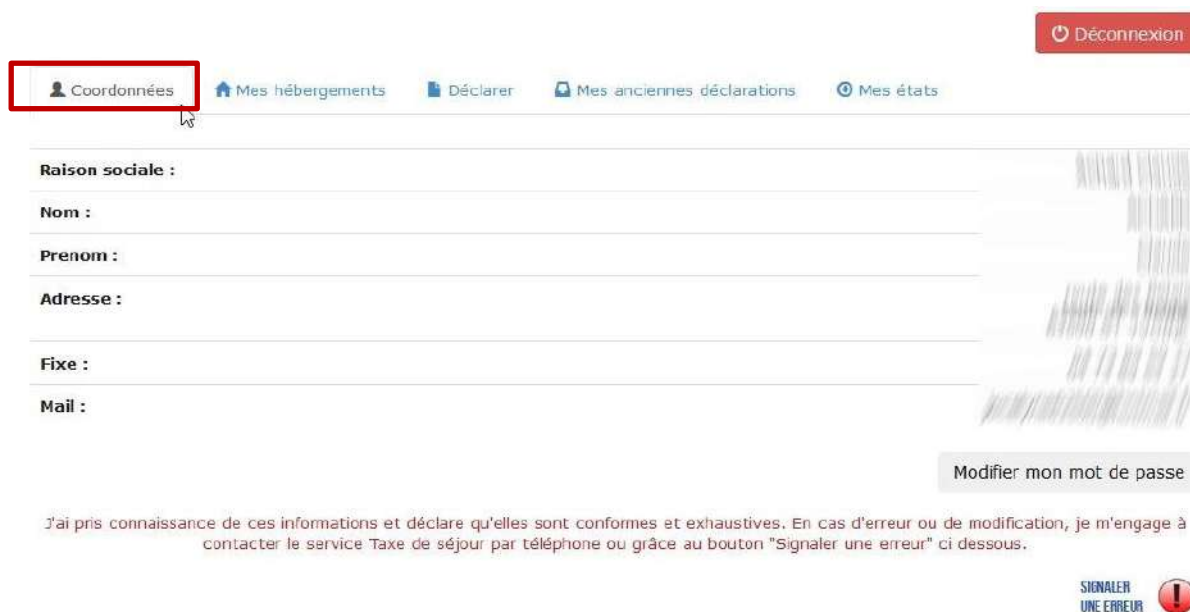 Déconnexion
Coordonnées Mes hébergements Déclarer Mes anciennes déclarations Mes états
Raison sociale :
Nom :
Prenom :
Adresse :
Fixe :
Mail :
Modifier mon mot de passe
J'ai pris connaissance de ces informations et déclare qu'elles sont conformes et exhaustives. En cas d'erreur ou de modification, je m'engage à
contacter le service Taxe de séjour par téléphone ou grâce au bouton "Signaler une erreur" ci dessous.
SIGNALER
UNE ERREUR